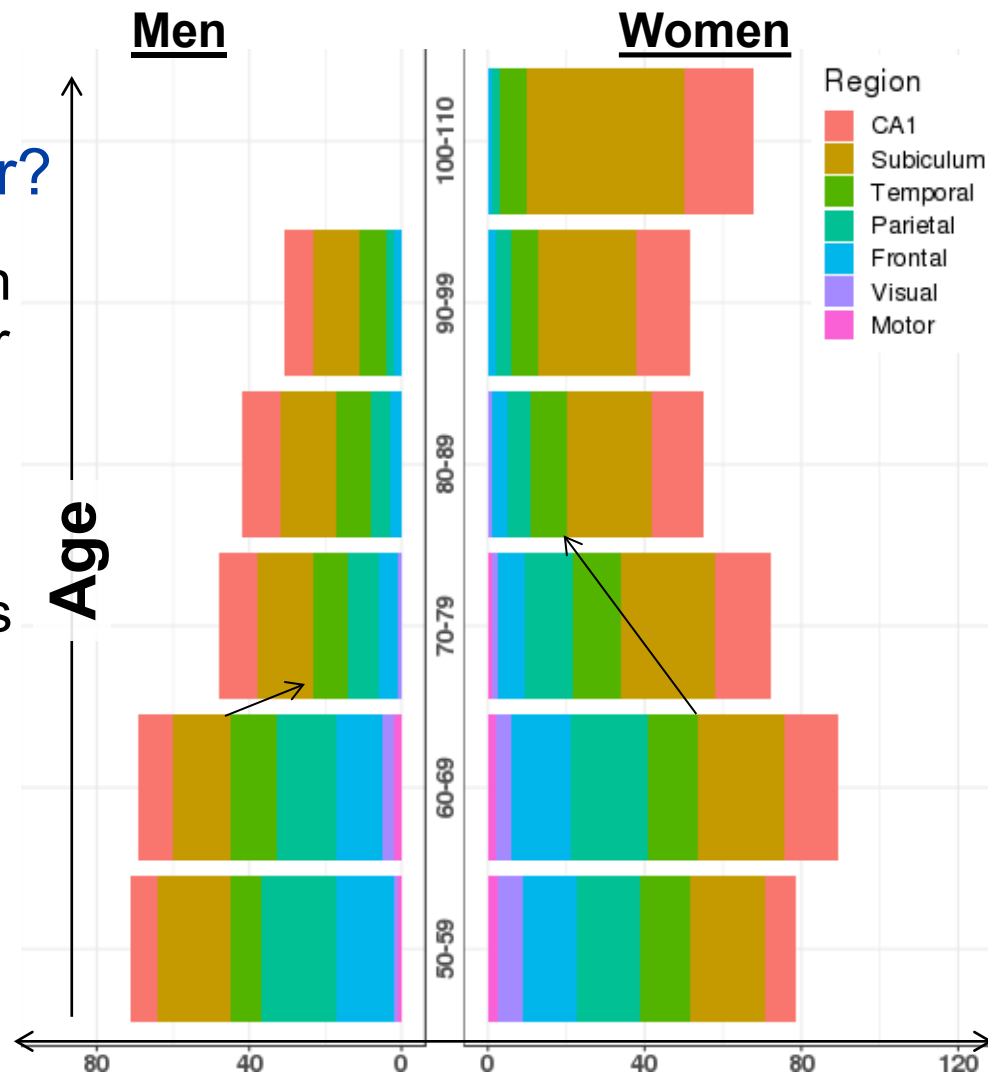 Men
Women
r?
n
r
s
Age
100-110
90-99
80-89
70-79
60-69
50-59
80 40 0
0 40 80 120
Region
CA1
Subiculum
Temporal
Parietal
Frontal
Visual
Motor